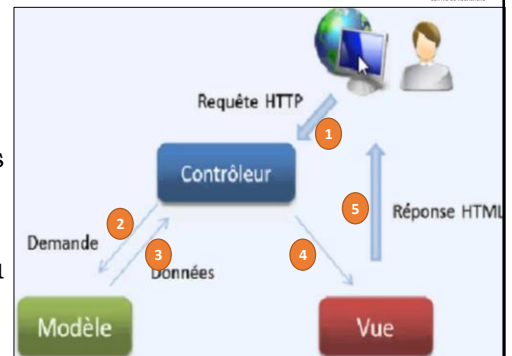 Requête HTTP
1
Contrôleur
2
5
Réponse HTML
Demande
3
4
Données
Modèle
Vue